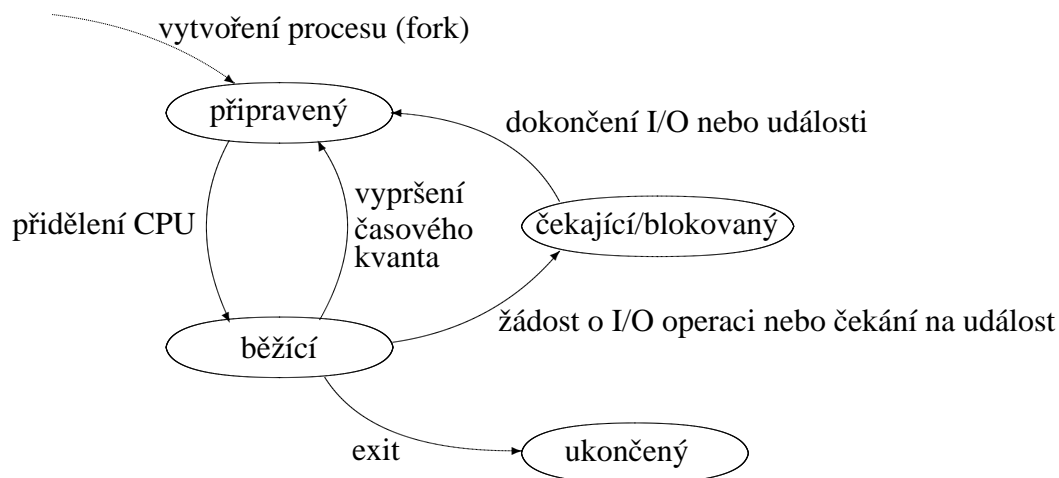 vytvoření procesu (fork)
připravený
dokončení I/O nebo události
přidělení CPU
vypršení
časového
kvanta
čekající/blokovaný
běžící
žádost o I/O operaci nebo čekání na událost
exit
ukončený